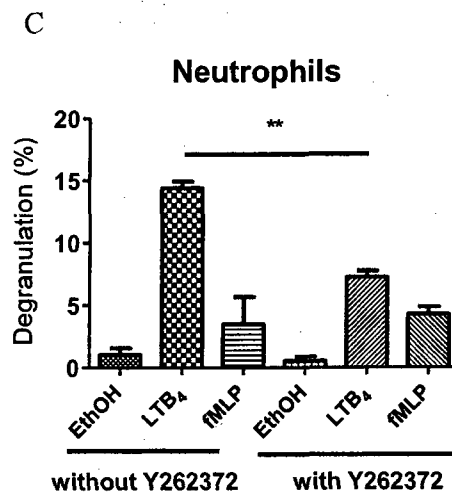 C
Neutrophils
**
Degranulation (%)
20
15
10
5
0
EthOH LTB₄ fMLP EthOH LTB₄ fMLP
without Y262372 with Y262372